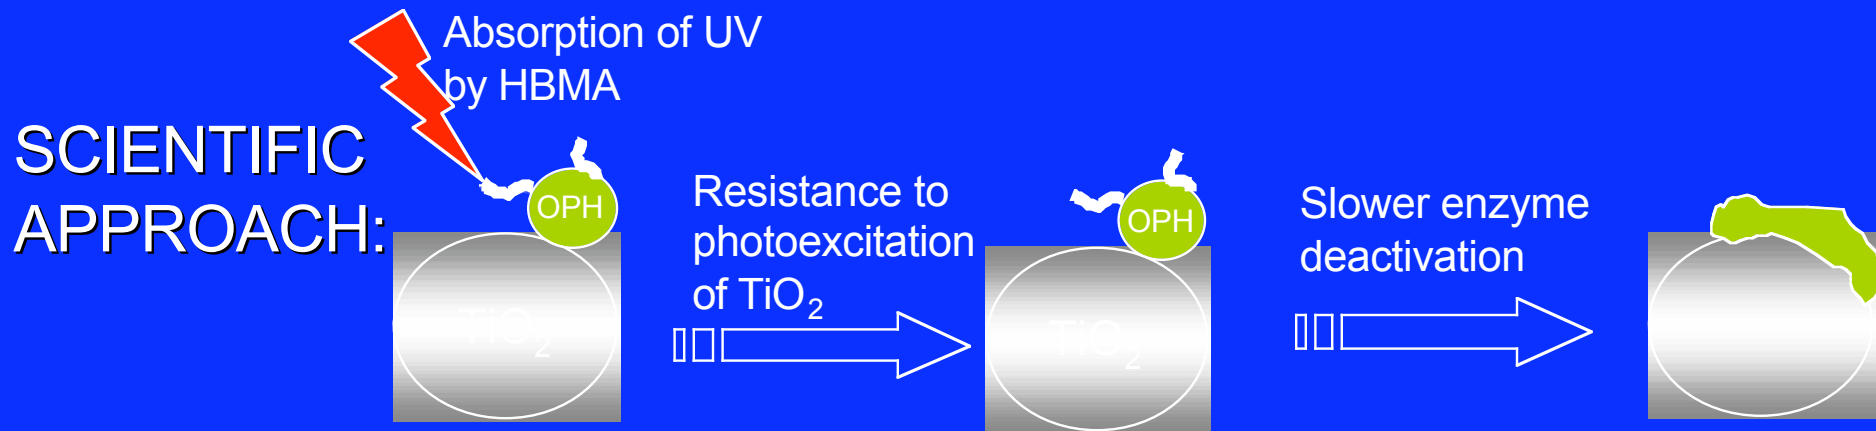 SCIENTIFIC
APPROACH:
Absorption of UV
by HBMA
OPH
TiO₂
Resistance to
photoexcitation
of TiO₂
OPH
TiO₂
Slower enzyme
deactivation